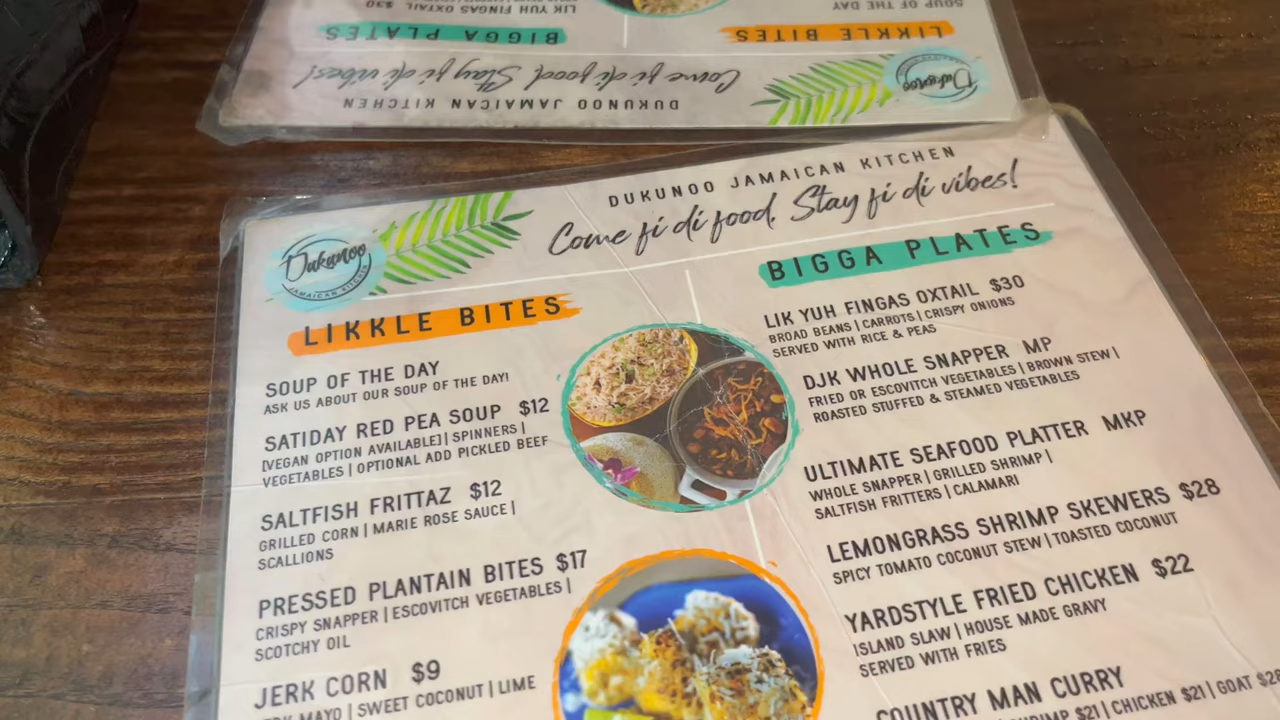 SOUP OF THE DAY
LIK YUH FINGAS OXTAIL $30
LIKKLE BITES
BIGGA PLATES
Come fi di food, Stay fi di vibes!
DUKUNOO JAMAICAN KITCHEN
Dukunoo
DUKUNOO JAMAICAN KITCHEN
Come fi di food, Stay fi di vibes!
Dukunoo
JAMAICAN KITCHEN
LIKKLE BITES
SOUP OF THE DAY
ASK US ABOUT OUR SOUP OF THE DAY!
SATIDAY RED PEA SOUP $12
[VEGAN OPTION AVAILABLE] | SPINNERS |
VEGETABLES | OPTIONAL ADD PICKLED BEEF
SALTFISH FRITTAZ $12
GRILLED CORN | MARIE ROSE SAUCE |
SCALLIONS
PRESSED PLANTAIN BITES $17
CRISPY SNAPPER | ESCOVITCH VEGETABLES |
SCOTCHY OIL
JERK CORN $9
JERK MAYO | SWEET COCONUT | LIME
BIGGA PLATES
LIK YUH FINGAS OXTAIL $30
BROAD BEANS | CARROTS | CRISPY ONIONS
SERVED WITH RICE & PEAS
DJK WHOLE SNAPPER MP
FRIED OR ESCOVITCH VEGETABLES | BROWN STEW |
ROASTED STUFFED & STEAMED VEGETABLES
ULTIMATE SEAFOOD PLATTER MKP
WHOLE SNAPPER | GRILLED SHRIMP |
SALTFISH FRITTERS | CALAMARI
LEMONGRASS SHRIMP SKEWERS $28
SPICY TOMATO COCONUT STEW | TOASTED COCONUT
YARDSTYLE FRIED CHICKEN $22
ISLAND SLAW | HOUSE MADE GRAVY
SERVED WITH FRIES
COUNTRY MAN CURRY
SHRIMP $21 | CHICKEN $21 | GOAT $28